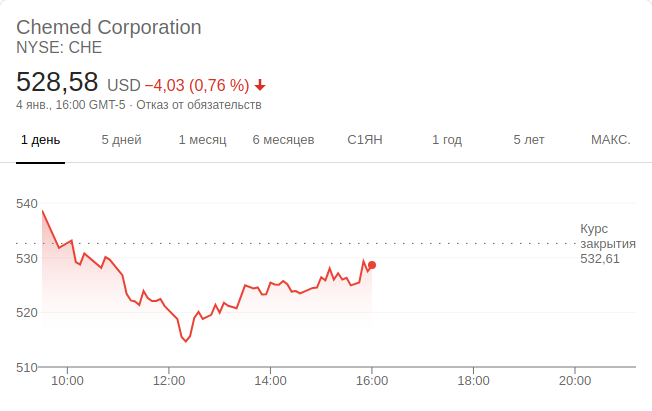 Chemed Corporation
NYSE: CHE
528,58 USD −4,03 (0,76 %)
4 янв., 16:00 GMT-5 · Отказ от обязательств
1 день 5 дней 1 месяц 6 месяцев С1ЯН 1 год 5 лет МАКС.
540
Курс
закрытия
530
532,61
520
510
10:00 12:00 14:00 16:00 18:00 20:00